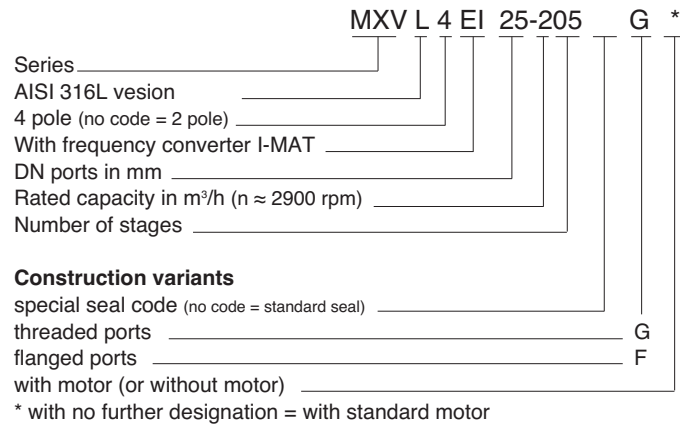 MXV L 4 EI 25-205 G *
Series
AISI 316L vesion
4 pole (no code = 2 pole)
With frequency converter I-MAT
DN ports in mm
Rated capacity in m³/h (n ≈ 2900 rpm)
Number of stages
Construction variants
special seal code (no code = standard seal)
threaded ports G
flanged ports F
with motor (or without motor)
* with no further designation = with standard motor